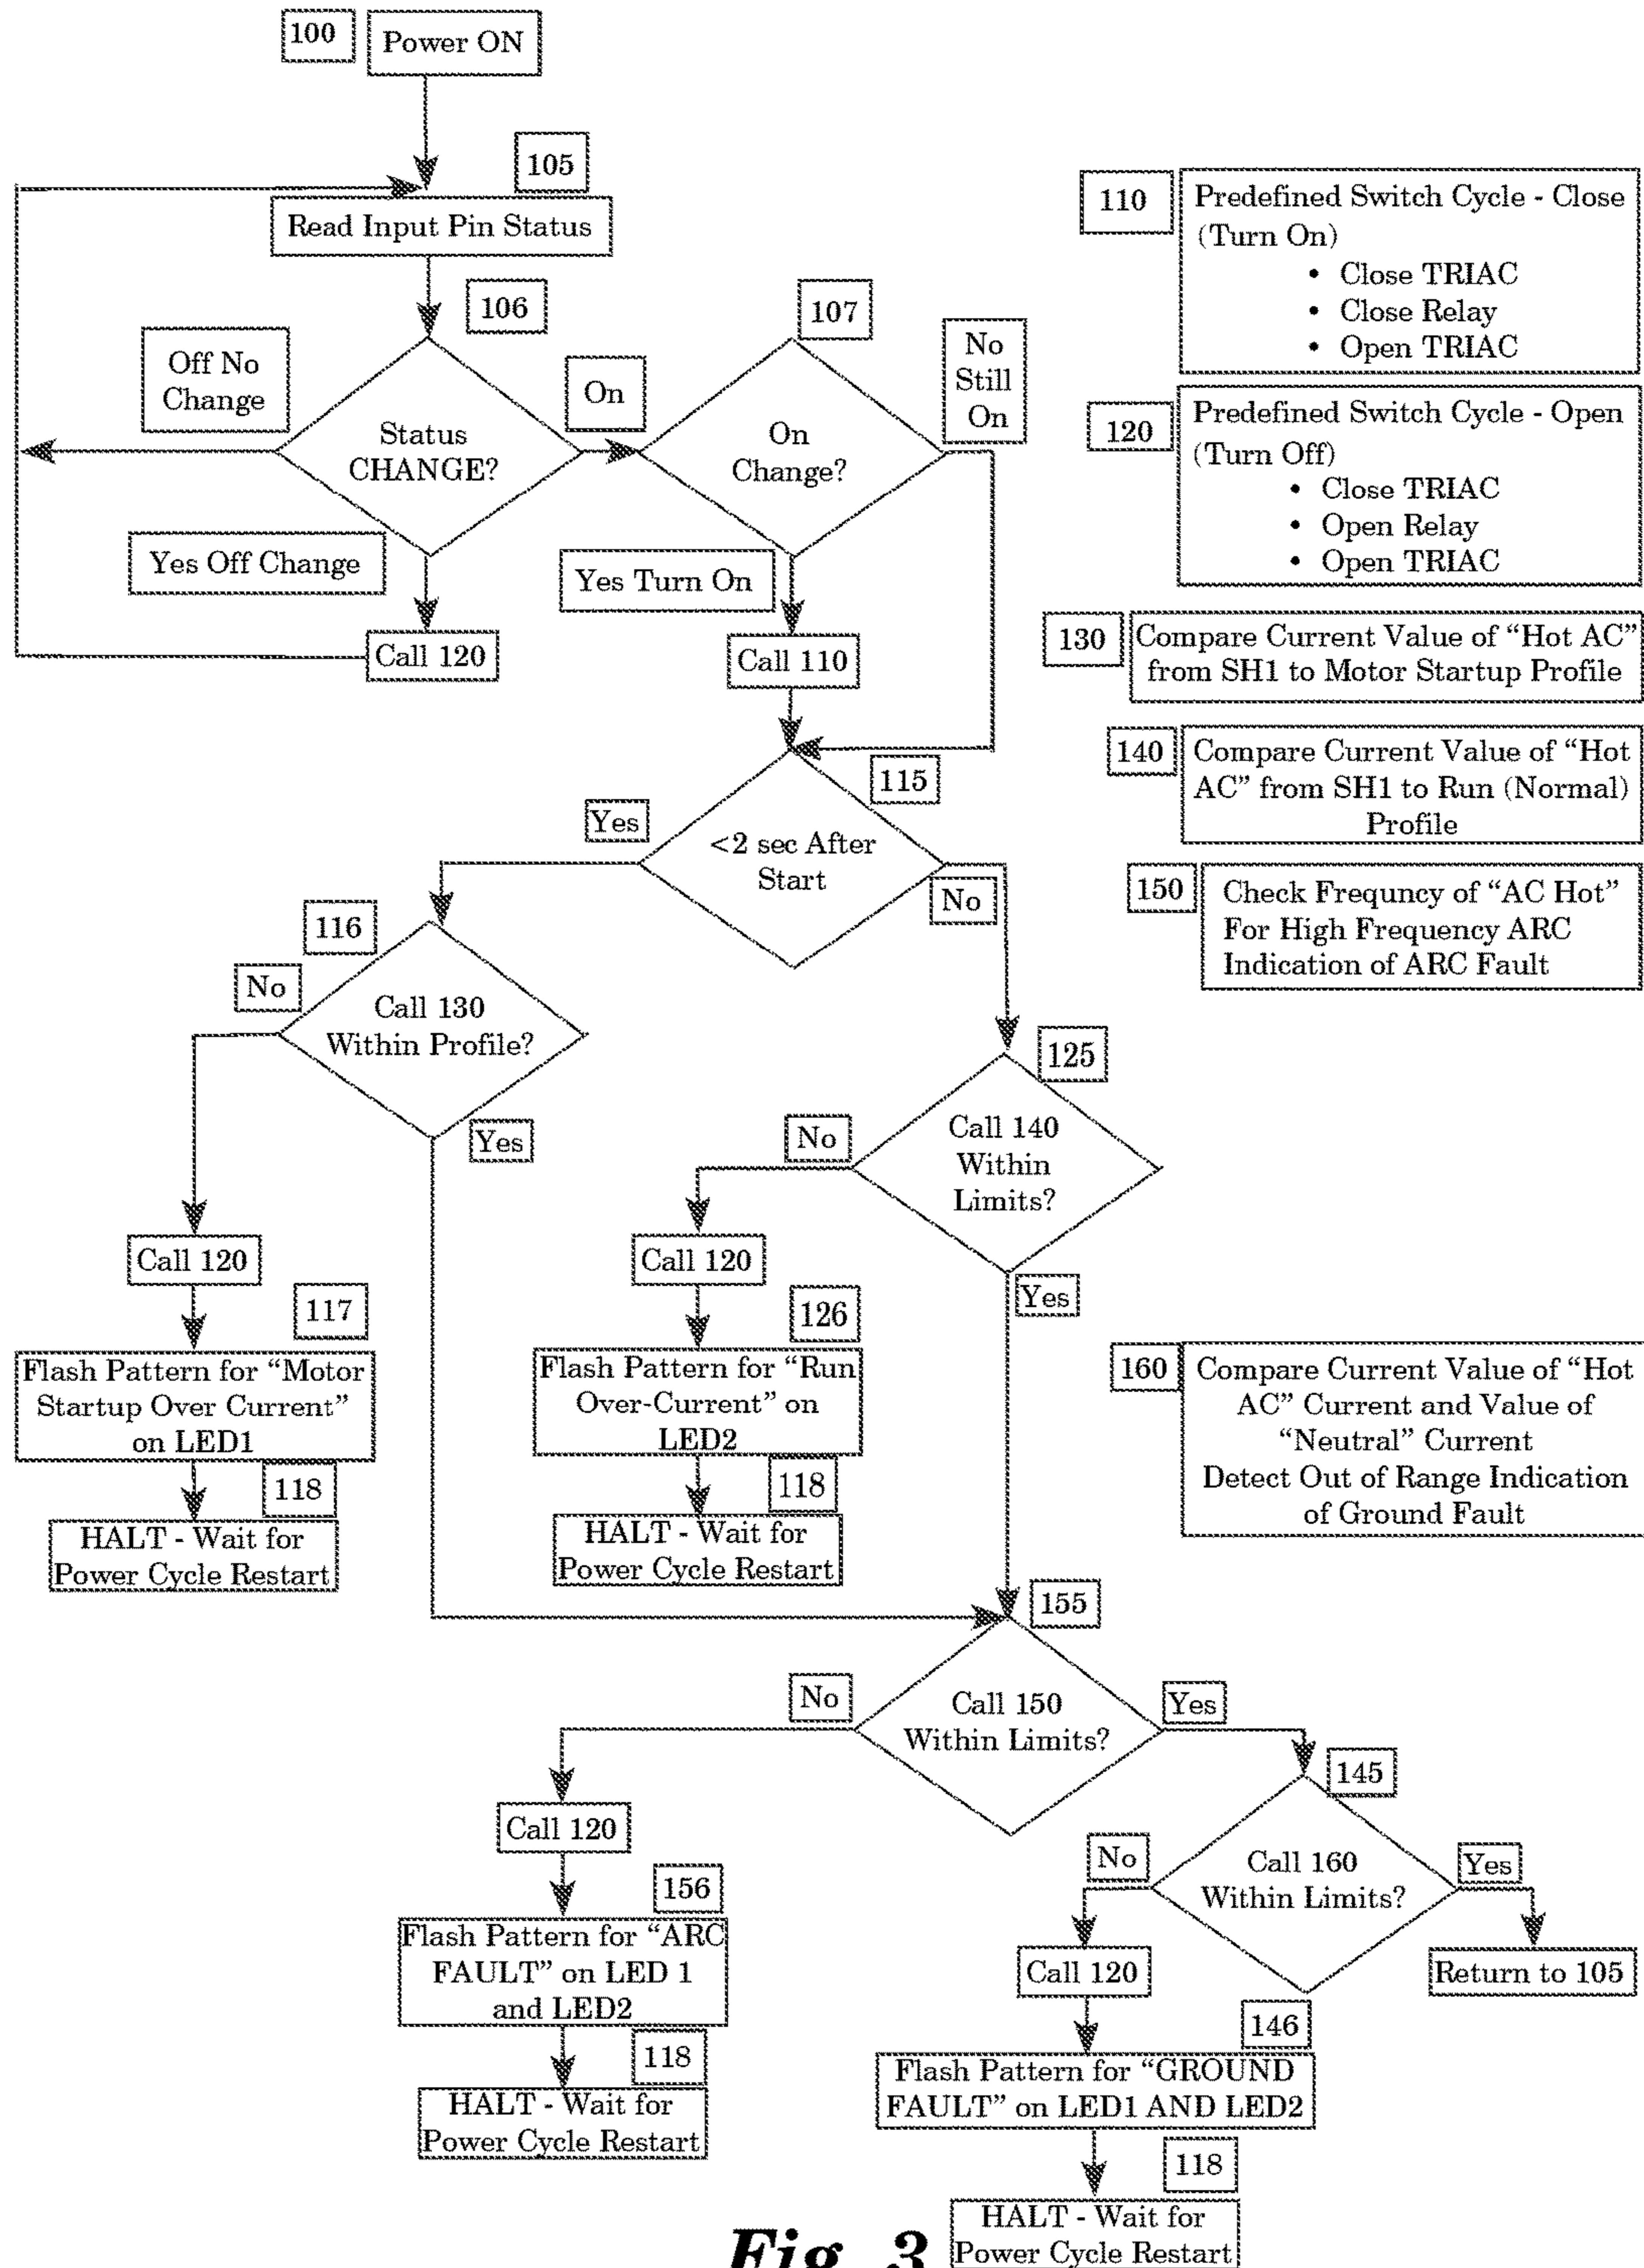 100
Power ON
105
Read Input Pin Status
106
107
Off No
Change
On
No
Still
On
Status
CHANGE?
On
Change?
Yes Off Change
Yes Turn On
Call 120
Call 110
110
Predefined Switch Cycle - Close
(Turn On)
• Close TRIAC
• Close Relay
• Open TRIAC
120
Predefined Switch Cycle - Open
(Turn Off)
• Close TRIAC
• Open Relay
• Open TRIAC
130
Compare Current Value of “Hot AC”
from SH1 to Motor Startup Profile
140
Compare Current Value of “Hot
AC” from SH1 to Run (Normal)
Profile
150
Check Frequncy of “AC Hot”
For High Frequency ARC
Indication of ARC Fault
115
Yes
<2 sec After
Start
No
116
No
Call 130
Within Profile?
Yes
125
No
Call 140
Within
Limits?
Yes
Call 120
117
Flash Pattern for “Motor
Startup Over Current”
on LED1
118
HALT - Wait for
Power Cycle Restart
Call 120
126
Flash Pattern for “Run
Over-Current” on
LED2
118
HALT - Wait for
Power Cycle Restart
160
Compare Current Value of “Hot
AC” Current and Value of
“Neutral” Current
Detect Out of Range Indication
of Ground Fault
155
No
Call 150
Within Limits?
Yes
145
Call 120
156
Flash Pattern for “ARC
FAULT” on LED 1
and LED2
118
HALT - Wait for
Power Cycle Restart
No
Call 160
Within Limits?
Yes
Call 120
Return to 105
146
Flash Pattern for “GROUND
FAULT” on LED1 AND LED2
118
HALT - Wait for
Power Cycle Restart
Fig. 3